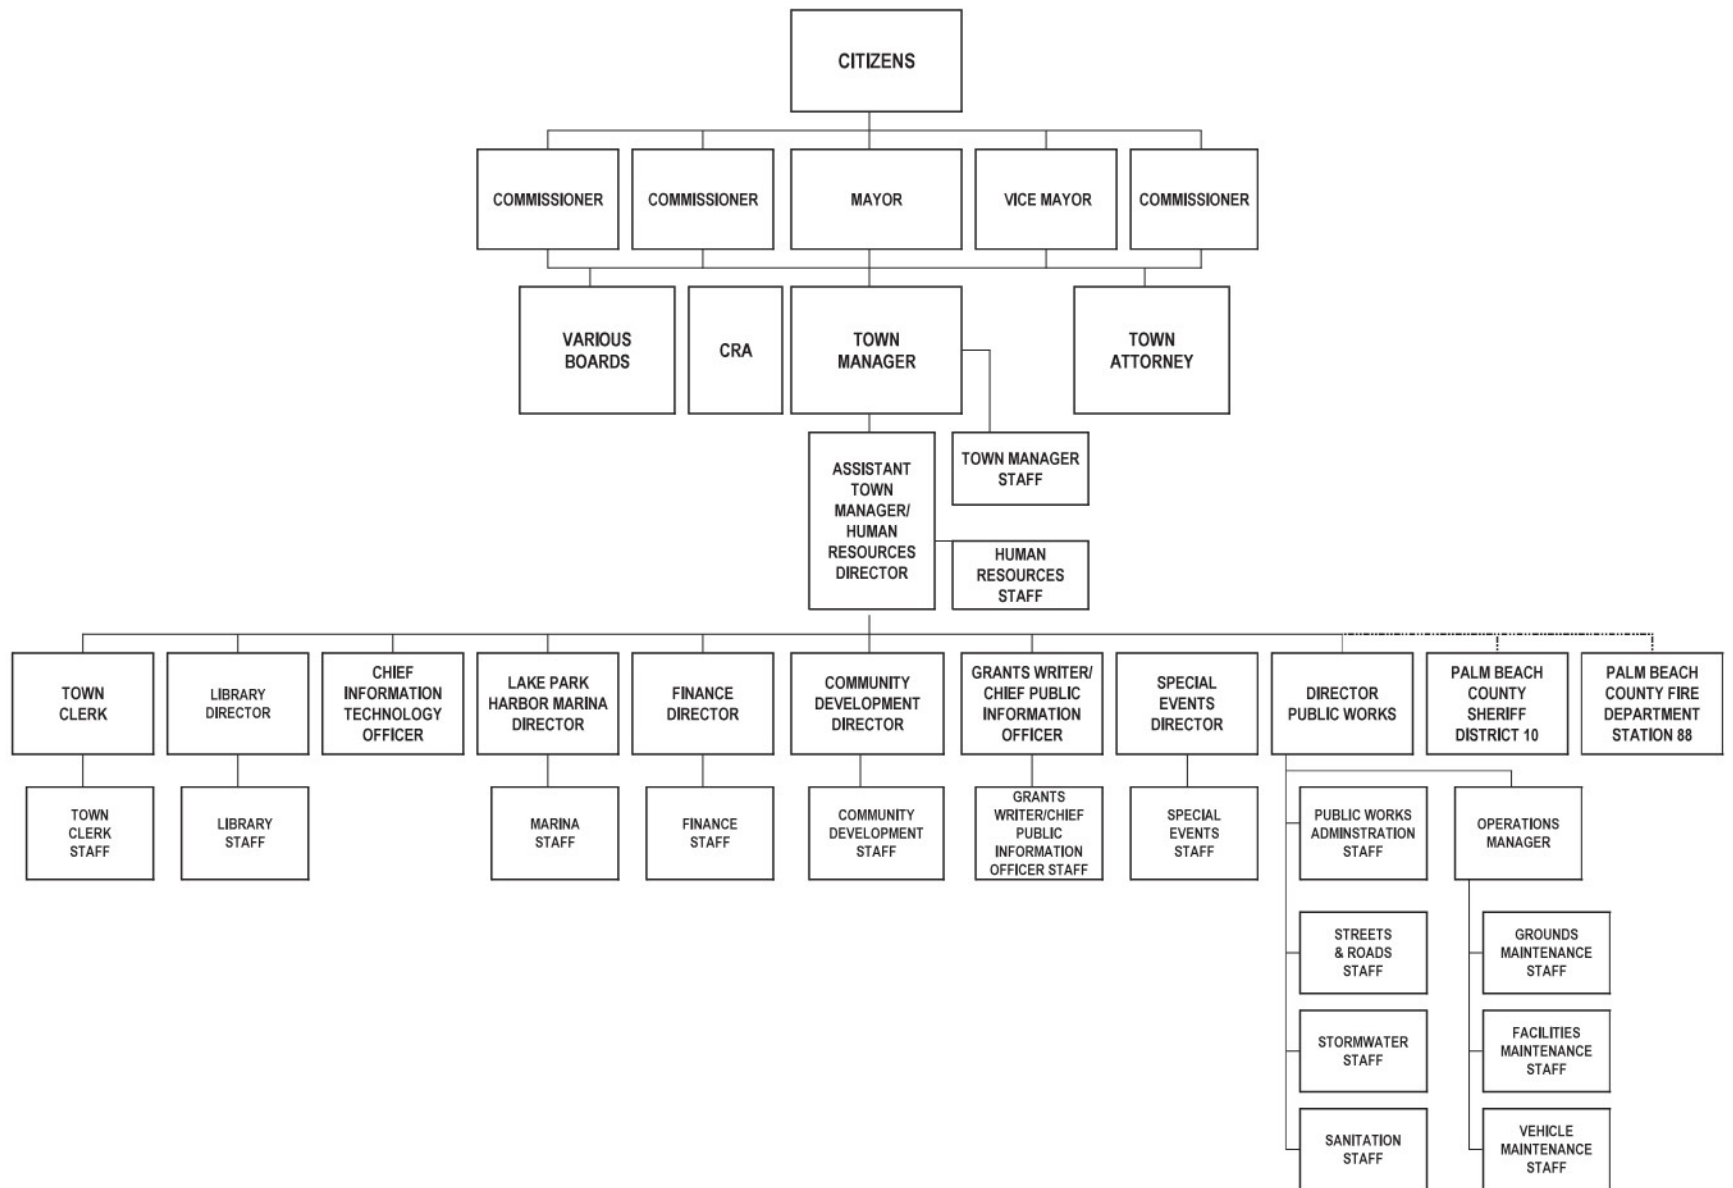 CITIZENS
COMMISSIONER
COMMISSIONER
MAYOR
VICE MAYOR
COMMISSIONER
VARIOUS
BOARDS
CRA
TOWN
MANAGER
TOWN
ATTORNEY
ASSISTANT
TOWN
MANAGER/
HUMAN
RESOURCES
DIRECTOR
TOWN MANAGER
STAFF
HUMAN
RESOURCES
STAFF
TOWN
CLERK
LIBRARY
DIRECTOR
CHIEF
INFORMATION
TECHNOLOGY
OFFICER
LAKE PARK
HARBOR MARINA
DIRECTOR
FINANCE
DIRECTOR
COMMUNITY
DEVELOPMENT
DIRECTOR
GRANTS WRITER/
CHIEF PUBLIC
INFORMATION
OFFICER
SPECIAL
EVENTS
DIRECTOR
DIRECTOR
PUBLIC WORKS
PALM BEACH
COUNTY
SHERIFF
DISTRICT 10
PALM BEACH
COUNTY FIRE
DEPARTMENT
STATION 88
TOWN
CLERK
STAFF
LIBRARY
STAFF
MARINA
STAFF
FINANCE
STAFF
COMMUNITY
DEVELOPMENT
STAFF
GRANTS
WRITER/CHIEF
PUBLIC
INFORMATION
OFFICER STAFF
SPECIAL
EVENTS
STAFF
PUBLIC WORKS
ADMINSTRATION
STAFF
OPERATIONS
MANAGER
STREETS
& ROADS
STAFF
GROUNDS
MAINTENANCE
STAFF
STORMWATER
STAFF
FACILITIES
MAINTENANCE
STAFF
SANITATION
STAFF
VEHICLE
MAINTENANCE
STAFF